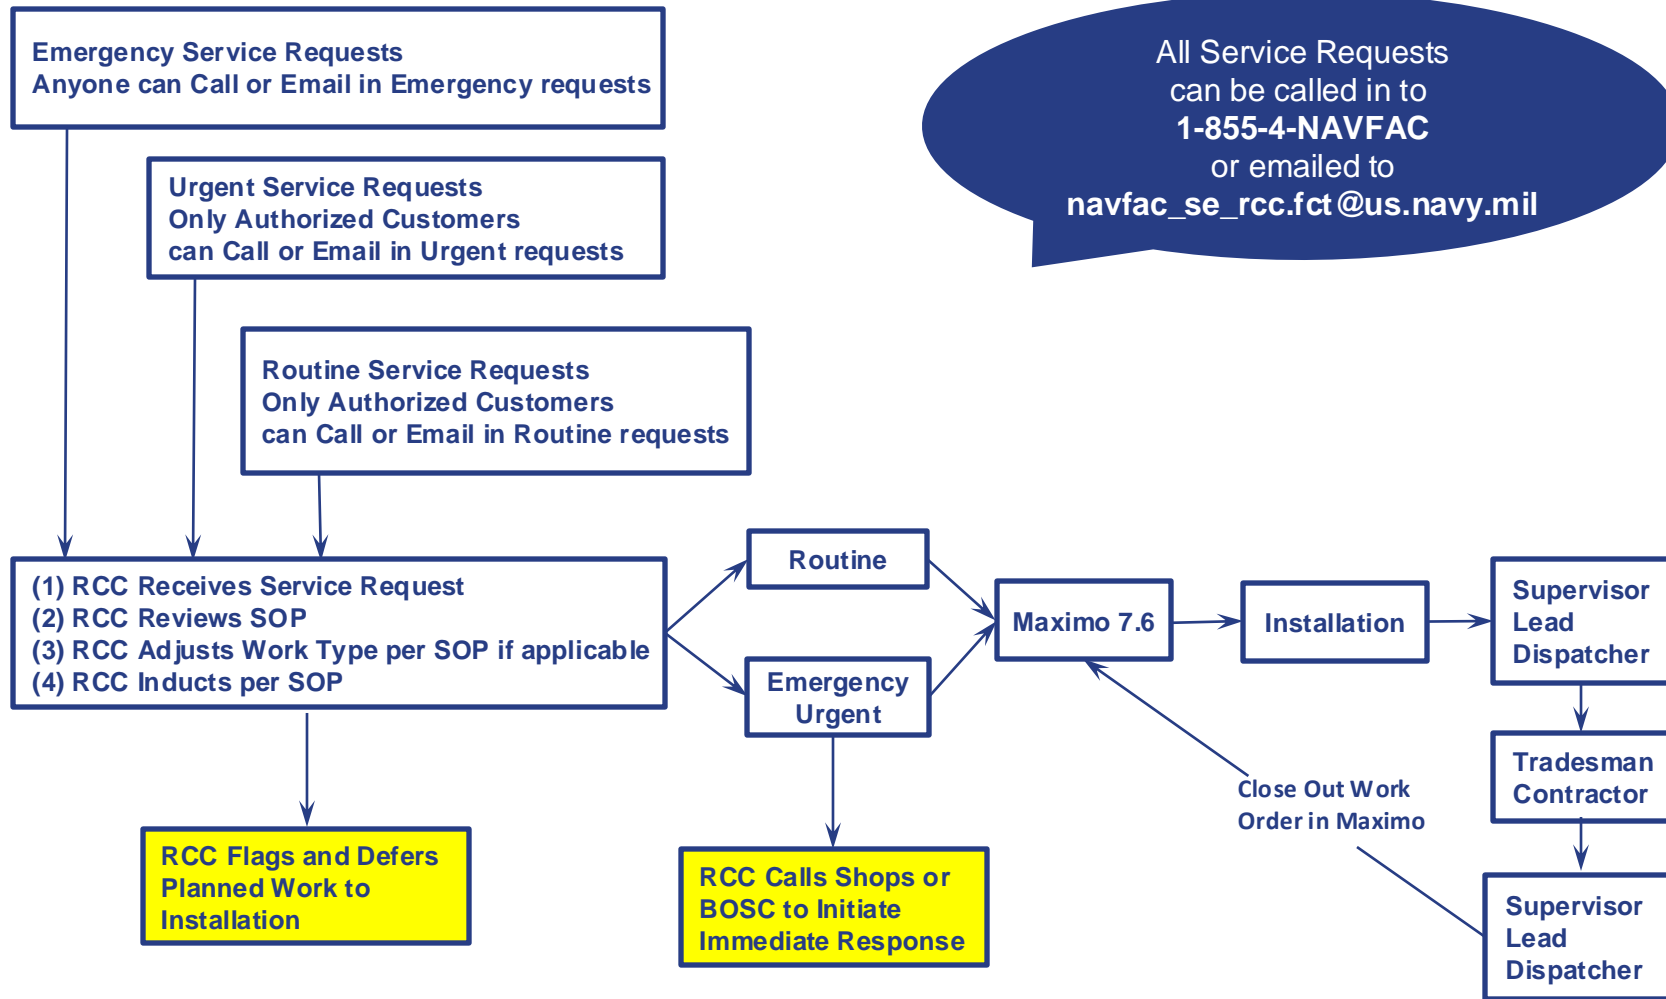 Emergency Service Requests
Anyone can Call or Email in Emergency requests
All Service Requests
can be called in to
1-855-4-NAVFAC
or emailed to
navfac_se_rcc.fct@us.navy.mil
Urgent Service Requests
Only Authorized Customers
can Call or Email in Urgent requests
Routine Service Requests
Only Authorized Customers
can Call or Email in Routine requests
(1) RCC Receives Service Request
(2) RCC Reviews SOP
(3) RCC Adjusts Work Type per SOP if applicable
(4) RCC Inducts per SOP
Routine
Emergency
Urgent
Maximo 7.6
Installation
Supervisor
Lead
Dispatcher
Tradesman
Contractor
Supervisor
Lead
Dispatcher
Close Out Work
Order in Maximo
RCC Flags and Defers
Planned Work to
Installation
RCC Calls Shops or
BOSC to Initiate
Immediate Response